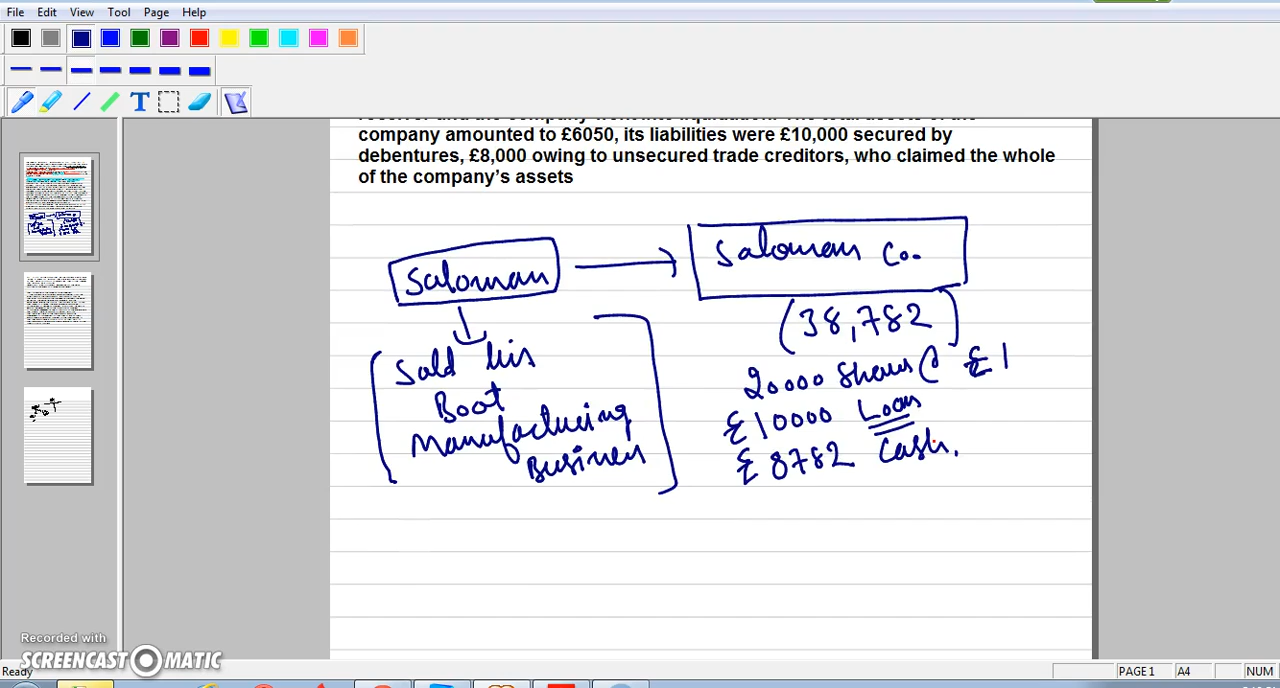 File Edit View Tool Page Help
company amounted to £6050, its liabilities were £10,000 secured by
debentures, £8,000 owing to unsecured trade creditors, who claimed the whole
of the company's assets
Saloman
Saloman Co.
(38,782)
Sold his
Boot
Manufacturing
Business
20000 Shares @ £1
£10000 Loan
£8782 Cash.
Recorded with
SCREENCAST-O-MATIC
Ready
PAGE1 A4 NUM